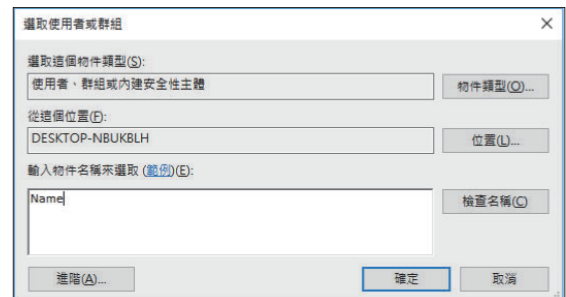 選取使用者或群組
選取這個物件類型(S):
使用者、群組或內建安全性主體
物件類型(O)...
從這個位置(F):
DESKTOP-NBUKBLH
位置(L)...
輸入物件名稱來選取 (範例)(E):
Name
檢查名稱(C)
進階(A)...
確定
取消